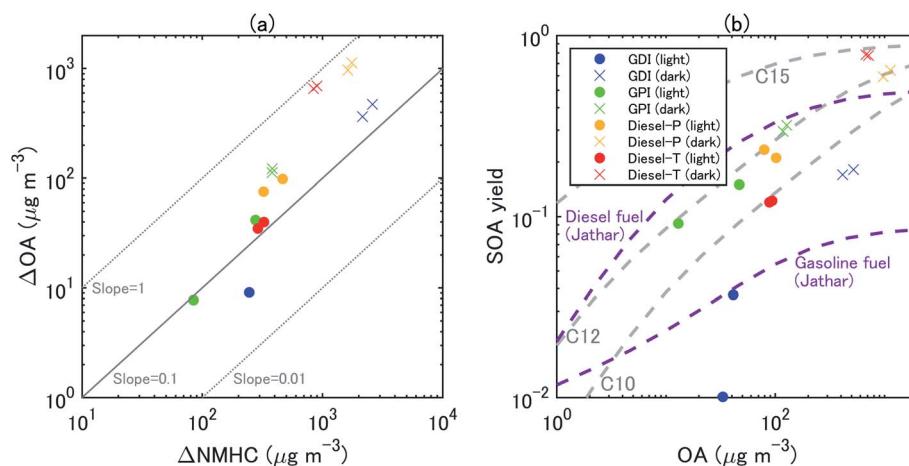 (a)
(b)
10³
10²
10¹
10⁰
ΔOA (μg m⁻³)
Slope=1
Slope=0.1
Slope=0.01
10¹
10²
10³
10⁴
ΔNMHC (μg m⁻³)
10⁰
10⁻¹
10⁻²
SOA yield
GDI (light)
GDI (dark)
GPI (light)
GPI (dark)
Diesel-P (light)
Diesel-P (dark)
Diesel-T (light)
Diesel-T (dark)
C15
Diesel fuel
(Jathar)
Gasoline fuel
(Jathar)
C12
C10
10⁰
10²
OA (μg m⁻³)